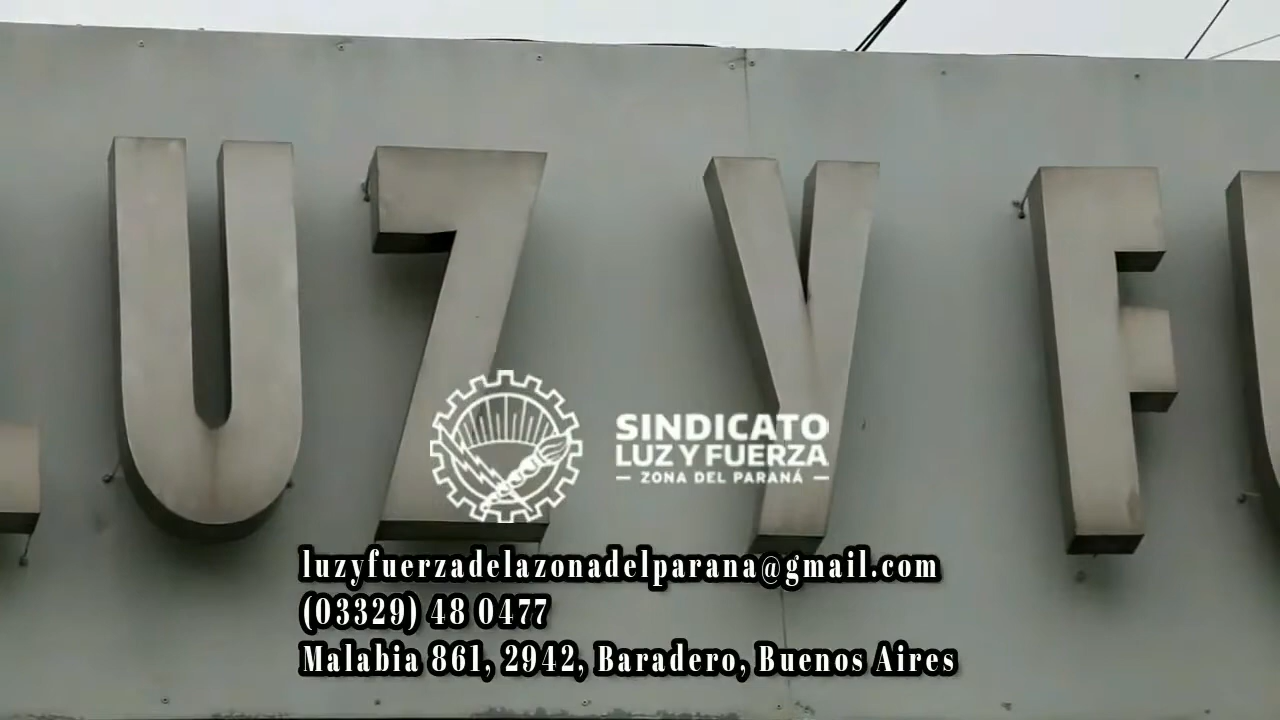 LUZ Y FU
SINDICATO
LUZ Y FUERZA
— ZONA DEL PARANÁ —
luzyfuerzadelazonadelparana@gmail.com
(03329) 48 0477
Malabia 861, 2942, Baradero, Buenos Aires